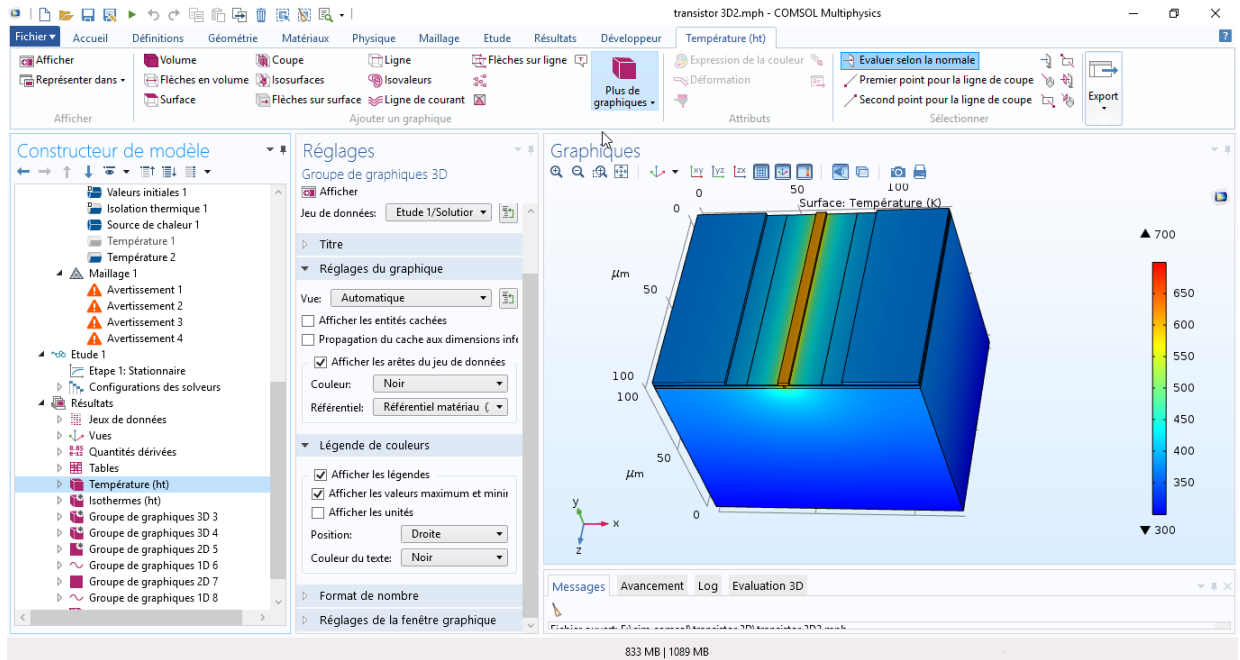 transistor 3D2.mph - COMSOL Multiphysics
Fichier Accueil Définitions Géométrie Matériaux Physique Maillage Etude Résultats Développeur Température (ht)
Afficher
Représenter dans
Afficher
Volume Coupe Ligne Flèches sur ligne
Flèches en volume Isosurfaces Isovaleurs
Surface Flèches sur surface Ligne de courant
Plus de
graphiques
Ajouter un graphique
Expression de la couleur
Déformation
Attributs
Evaluer selon la normale
Premier point pour la ligne de coupe
Second point pour la ligne de coupe
Sélectionner
Export
Constructeur de modèle
Valeurs initiales 1
Isolation thermique 1
Source de chaleur 1
Température 1
Température 2
Maillage 1
Avertissement 1
Avertissement 2
Avertissement 3
Avertissement 4
Etude 1
Etape 1: Stationnaire
Configurations des solveurs
Résultats
Jeux de données
Vues
Quantités dérivées
Tables
Température (ht)
Isothermes (ht)
Groupe de graphiques 3D 3
Groupe de graphiques 3D 4
Groupe de graphiques 2D 5
Groupe de graphiques 1D 6
Groupe de graphiques 2D 7
Groupe de graphiques 1D 8
Réglages
Groupe de graphiques 3D
Afficher
Jeu de données: Etude 1/Solution
Titre
Réglages du graphique
Vue: Automatique
Afficher les entités cachées
Propagation du cache aux dimensions infé
Afficher les arêtes du jeu de données
Couleur: Noir
Référentiel: Référentiel matériau (
Légende de couleurs
Afficher les légendes
Afficher les valeurs maximum et minir
Afficher les unités
Position: Droite
Couleur du texte: Noir
Format de nombre
Réglages de la fenêtre graphique
Graphiques
xy yz zx
0 50 100
Surface: Température (K)
0
µm
50
100
100
50
µm
0
y
x
z
700
650
600
550
500
450
400
350
300
Messages Avancement Log Evaluation 3D
833 MB | 1089 MB